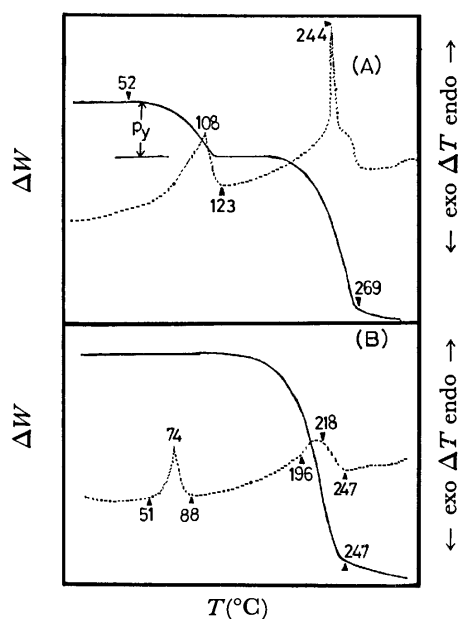 244
(A)
52
Py
108
123
269
ΔW
← exo ΔT endo →
(B)
74
218
51
88
196
247
247
ΔW
← exo ΔT endo →
T(°C)